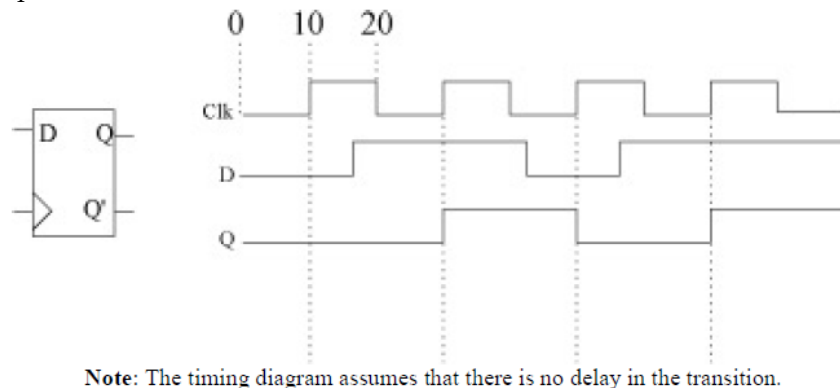 0 10 20
Clk
D Q
D
Q'
Q
Note: The timing diagram assumes that there is no delay in the transition.